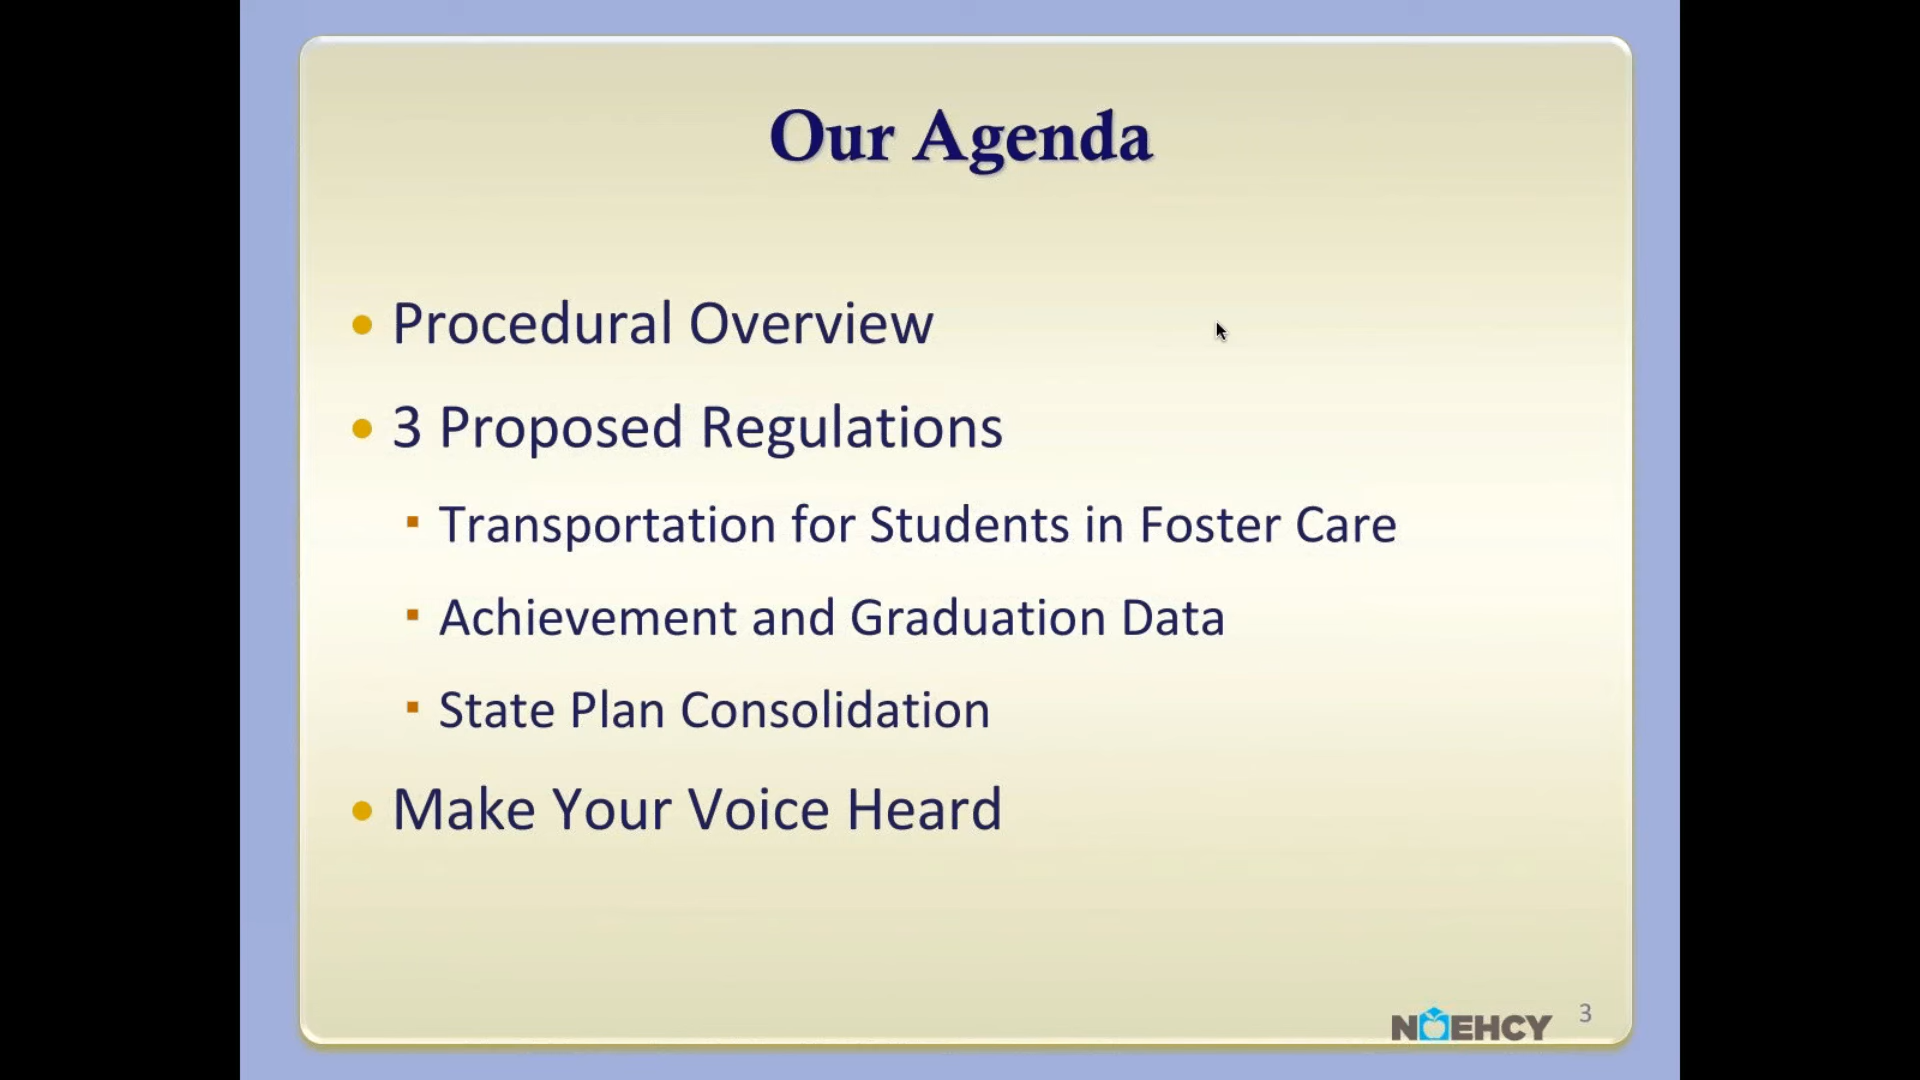 Our Agenda
Procedural Overview
3 Proposed Regulations
Transportation for Students in Foster Care
Achievement and Graduation Data
State Plan Consolidation
Make Your Voice Heard
NAEHCY 3